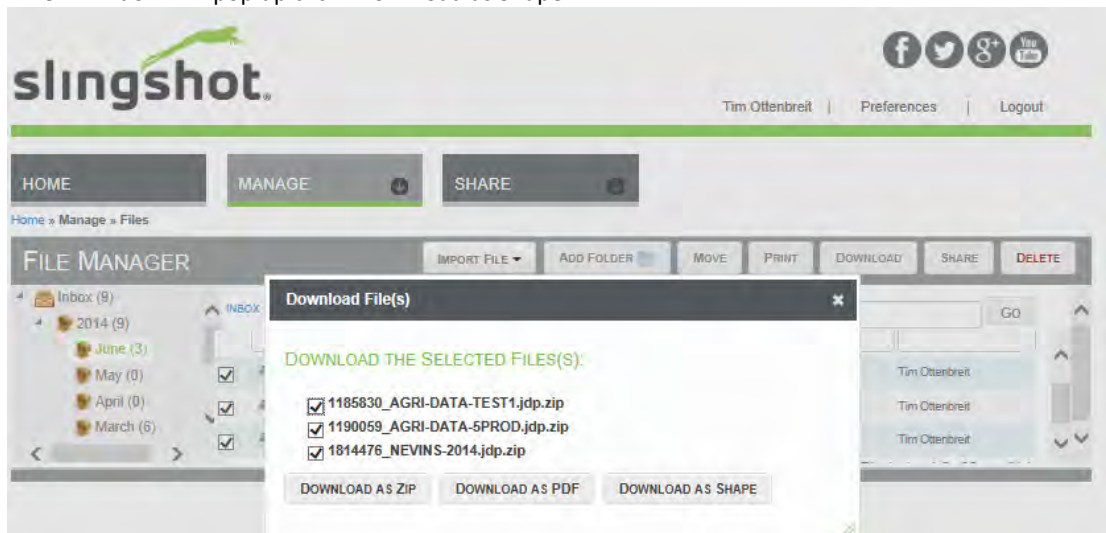 slingshot.
You Tube
Tim Ottenbreit | Preferences | Logout
HOME MANAGE SHARE
Home » Manage » Files
FILE MANAGER IMPORT FILE ADD FOLDER MOVE PRINT DOWNLOAD SHARE DELETE
Inbox (9)
2014 (9)
June (3)
May (0)
April (0)
March (6)
INBOX
GO
Tim Ottenbreit
Tim Ottenbreit
Tim Ottenbreit
Download File(s)
DOWNLOAD THE SELECTED FILES(S):
1185830_AGRI-DATA-TEST1.jdp.zip
1190059_AGRI-DATA-5PROD.jdp.zip
1814476_NEVINS-2014.jdp.zip
DOWNLOAD AS ZIP DOWNLOAD AS PDF DOWNLOAD AS SHAPE